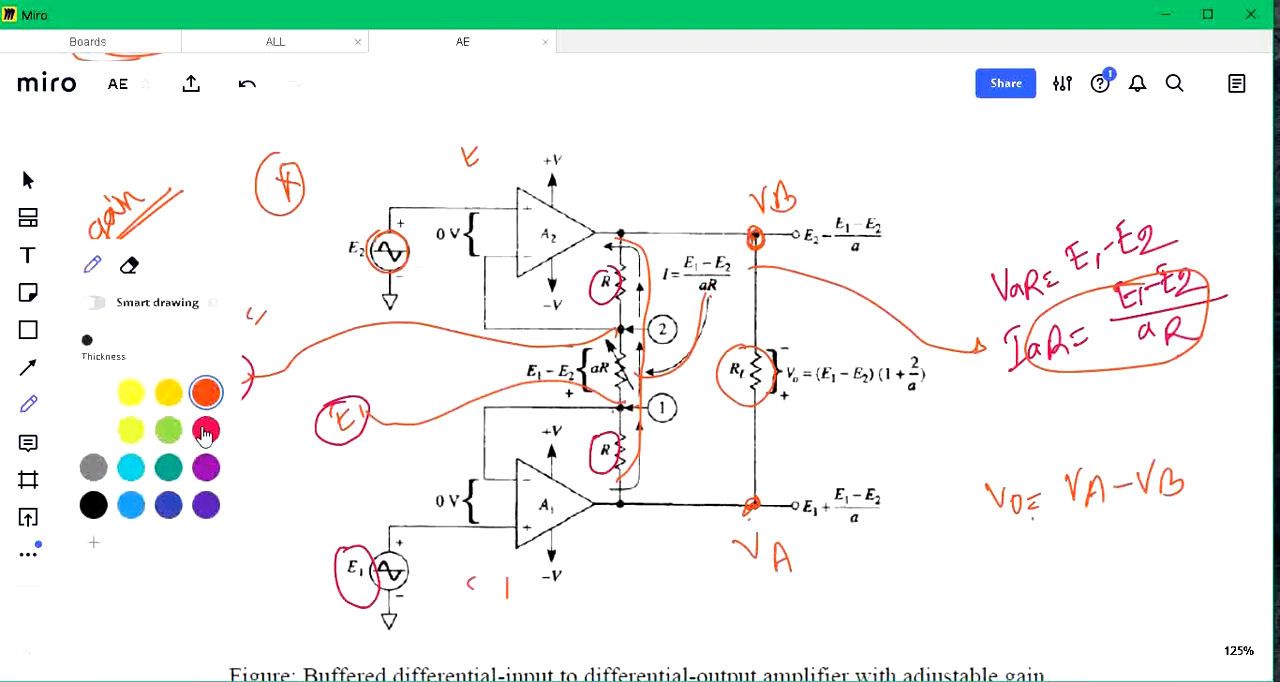 Miro
Boards
ALL
AE
miro
AE
Share
1
gain
Smart drawing
Thickness
T
+V
VB
E₂
0 V
+
A₂
−
−V
E₂ − (E₁ − E₂)/a
R
I = (E₁ − E₂)/aR
2
VaR = E1-E2
IaR = E1-E2 / aR
E₁ − E₂
aR
+
Rₗ
−
Vₒ = (E₁ − E₂) (1 + 2/a)
+
E1
1
R
+V
0 V
−
A₁
+
−V
E₁ + (E₁ − E₂)/a
Vo = VA - VB
VA
E₁
+
−
125%
Figure: Buffered differential-input to differential-output amplifier with adjustable gain